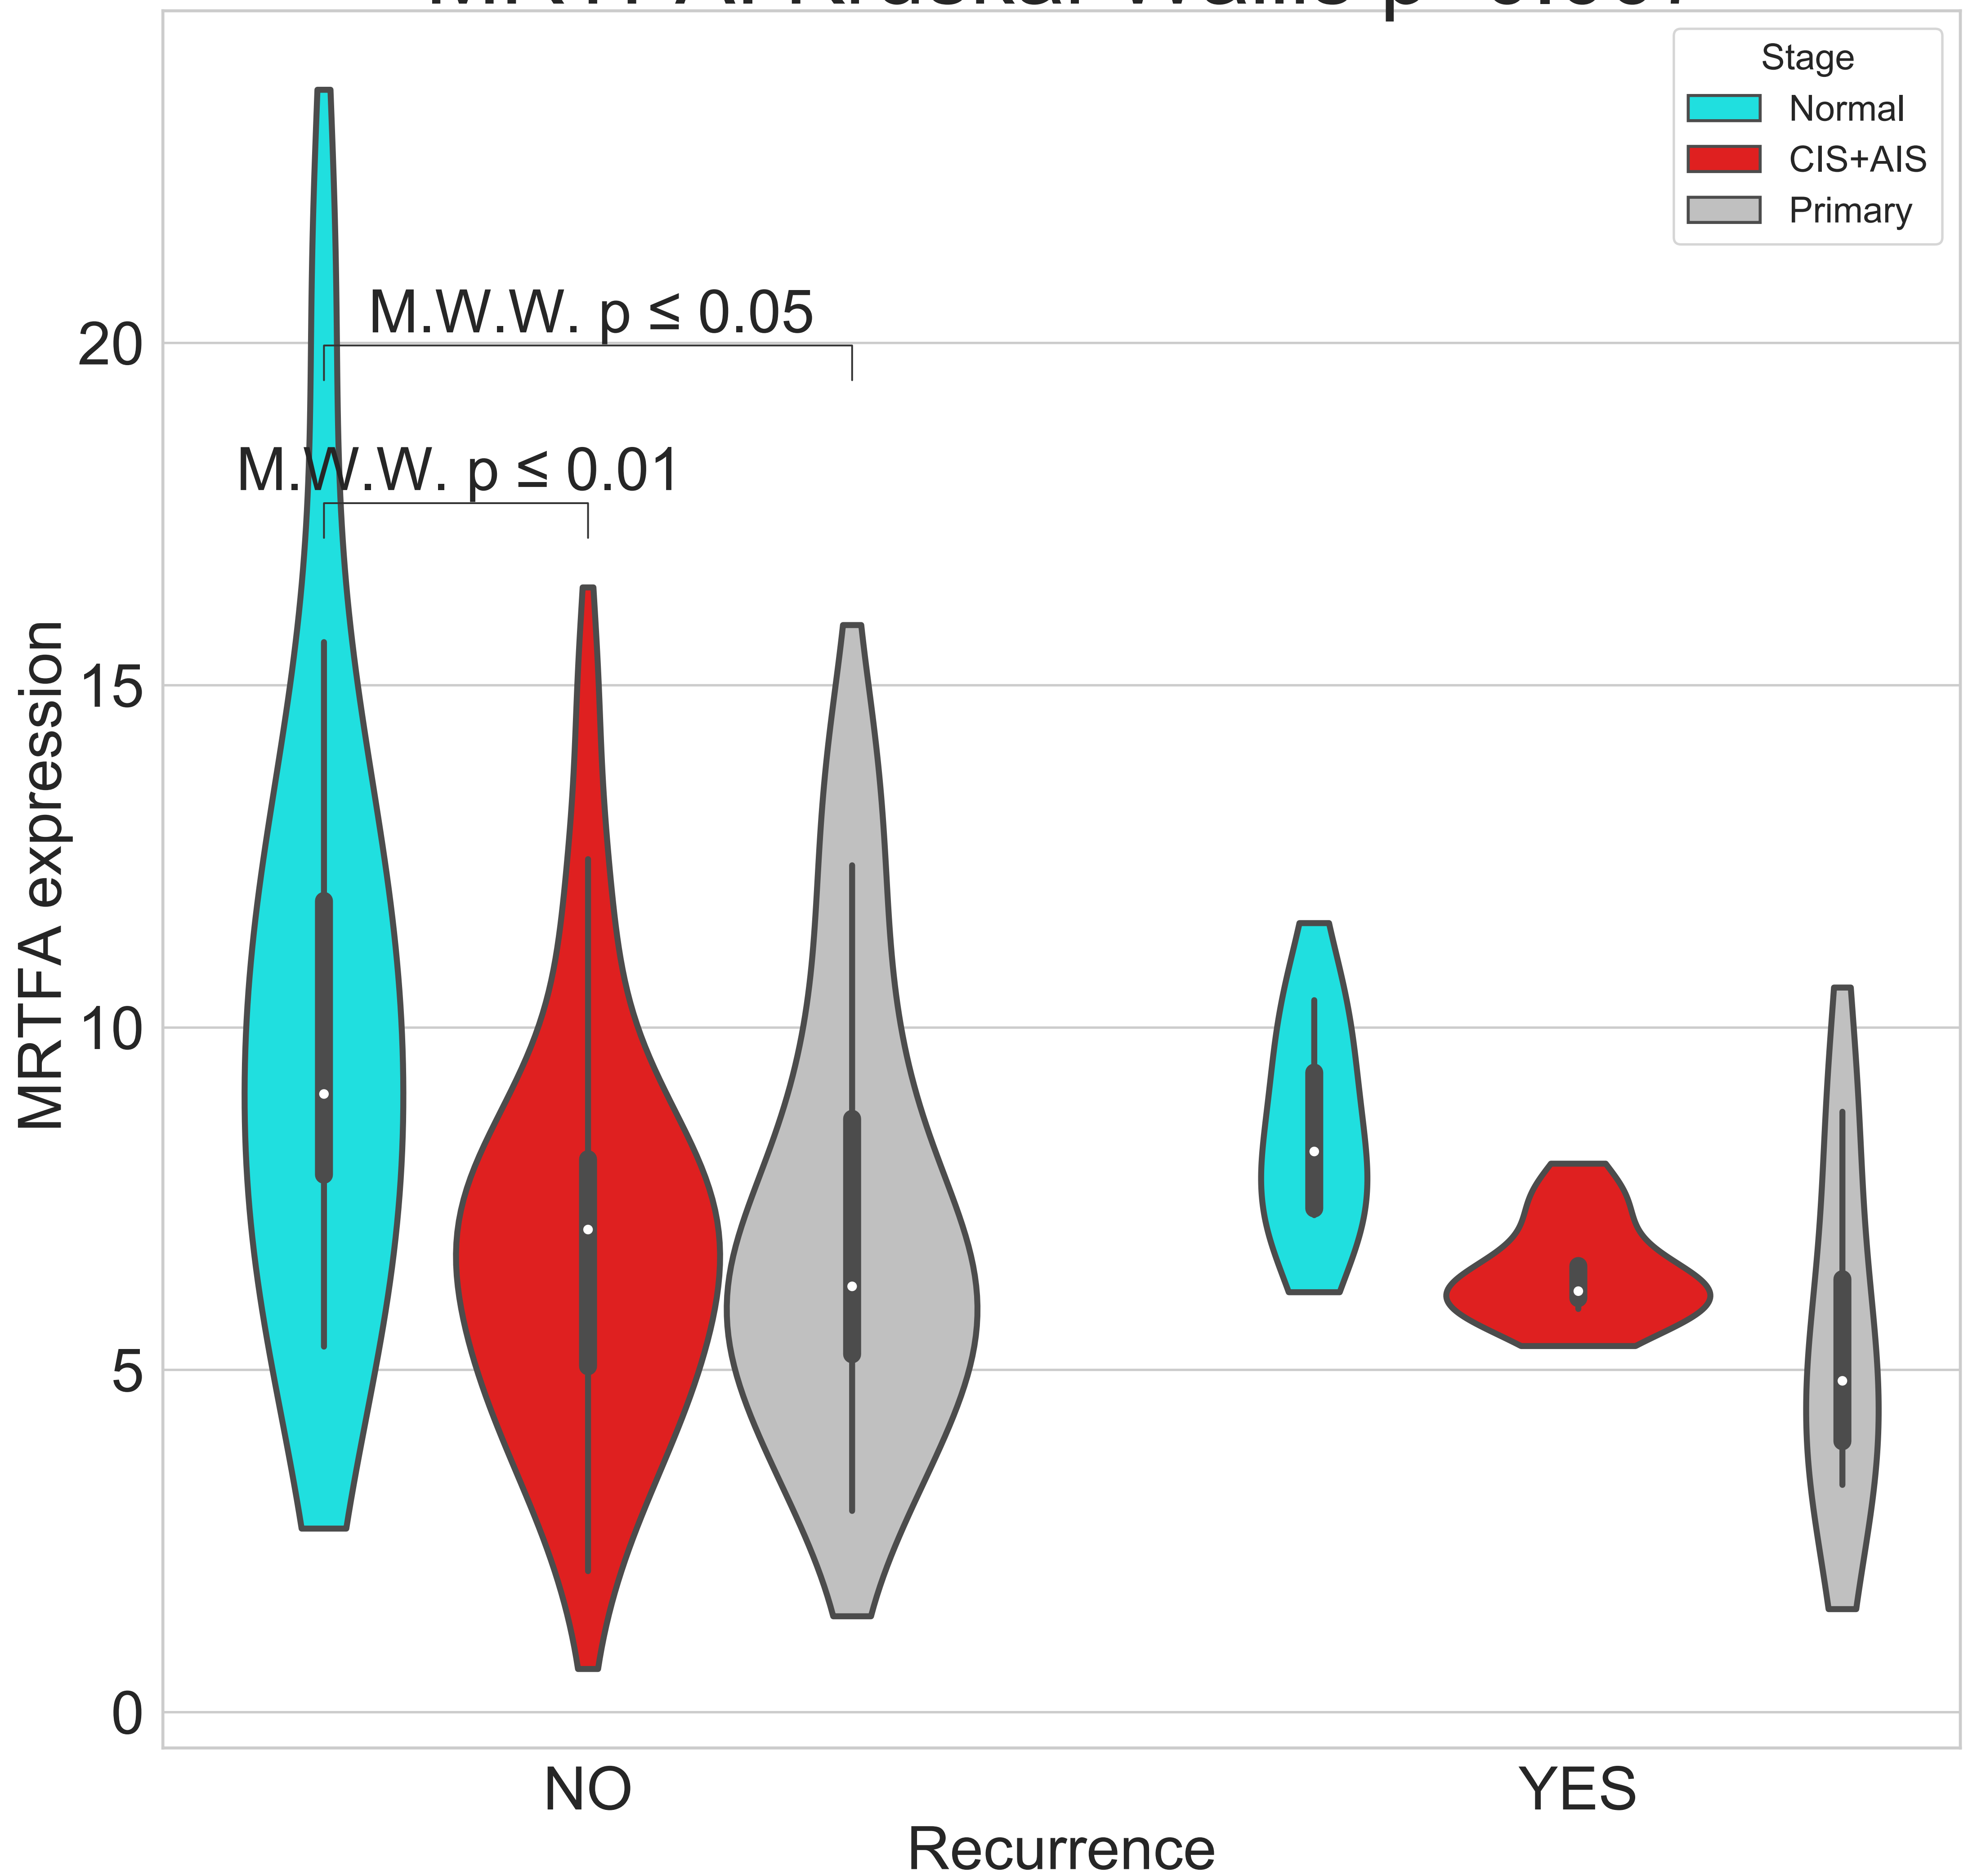 Stage
Normal
CIS+AIS
Primary
M.W.W. p ≤ 0.05
M.W.W. p ≤ 0.01
20
15
10
5
0
MRTFA expression
NO
YES
Recurrence